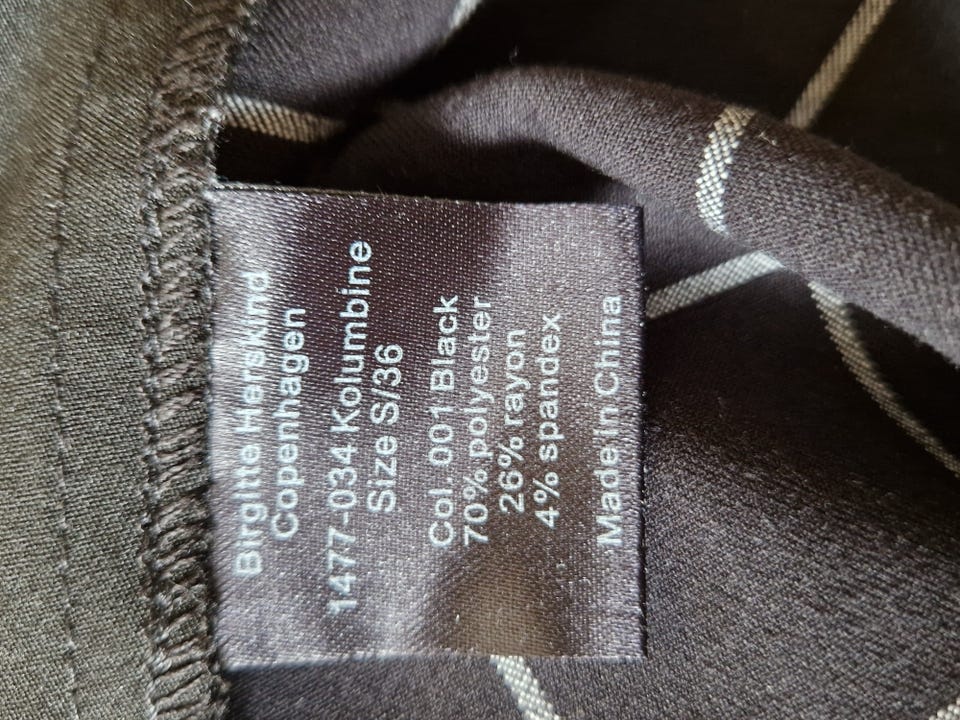 Birgitte Herskind
Copenhagen
1477-034 Kolumbine
Size S/36
Col. 001 Black
70% polyester
26% rayon
4% spandex
Made in China